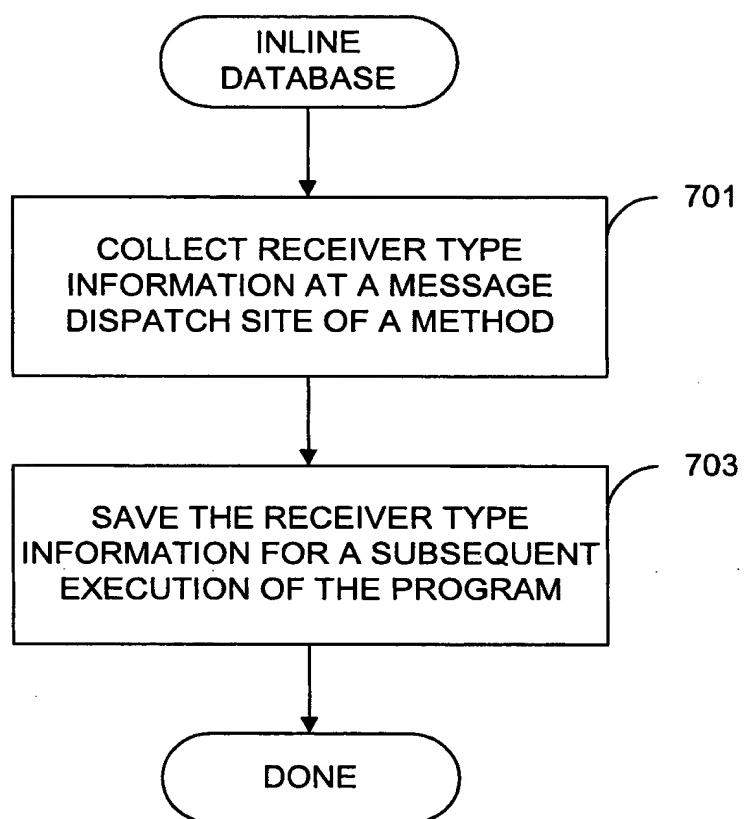 INLINE
DATABASE
701
COLLECT RECEIVER TYPE
INFORMATION AT A MESSAGE
DISPATCH SITE OF A METHOD
703
SAVE THE RECEIVER TYPE
INFORMATION FOR A SUBSEQUENT
EXECUTION OF THE PROGRAM
DONE